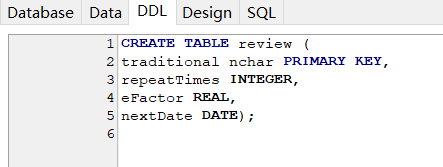 Database Data DDL Design SQL
1 CREATE TABLE review (
2 traditional nchar PRIMARY KEY,
3 repeatTimes INTEGER,
4 eFactor REAL,
5 nextDate DATE);
6